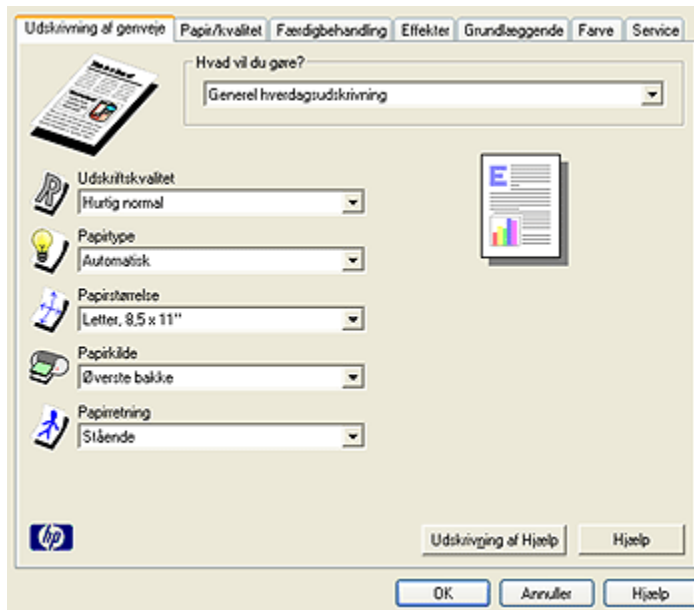 Udskrivning af genveje Papir/kvalitet Færdigbehandling Effekter Grundlæggende Farve Service
Hvad vil du gøre?
Generel hverdagsudskrivning
Udskriftskvalitet
Hurtig normal
Papirtype
Automatisk
Papirstørrelse
Letter, 8,5 x 11"
Papirkilde
Øverste bakke
Papirretning
Stående
E
hp
Udskrivning af Hjælp Hjælp
OK Annuller Hjælp